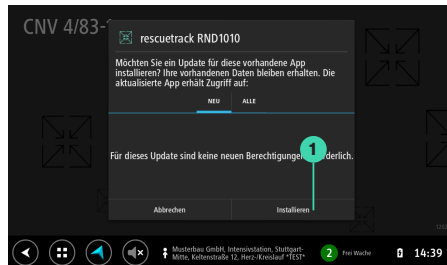 CNV 4/83-
rescuetrack RND1010
Möchten Sie ein Update für diese vorhandene App
installieren? Ihre vorhandenen Daten bleiben erhalten. Die
aktualisierte App erhält Zugriff auf:
NEU ALLE
Für dieses Update sind keine neuen Berechtigungen
1
Abbrechen Installieren
Musterbau GmbH, Intensivstation, Stuttgart-
Mitte, Keltenstraße 12, Herz-/Kreislauf *TEST*
2 Frei Wache 14:39